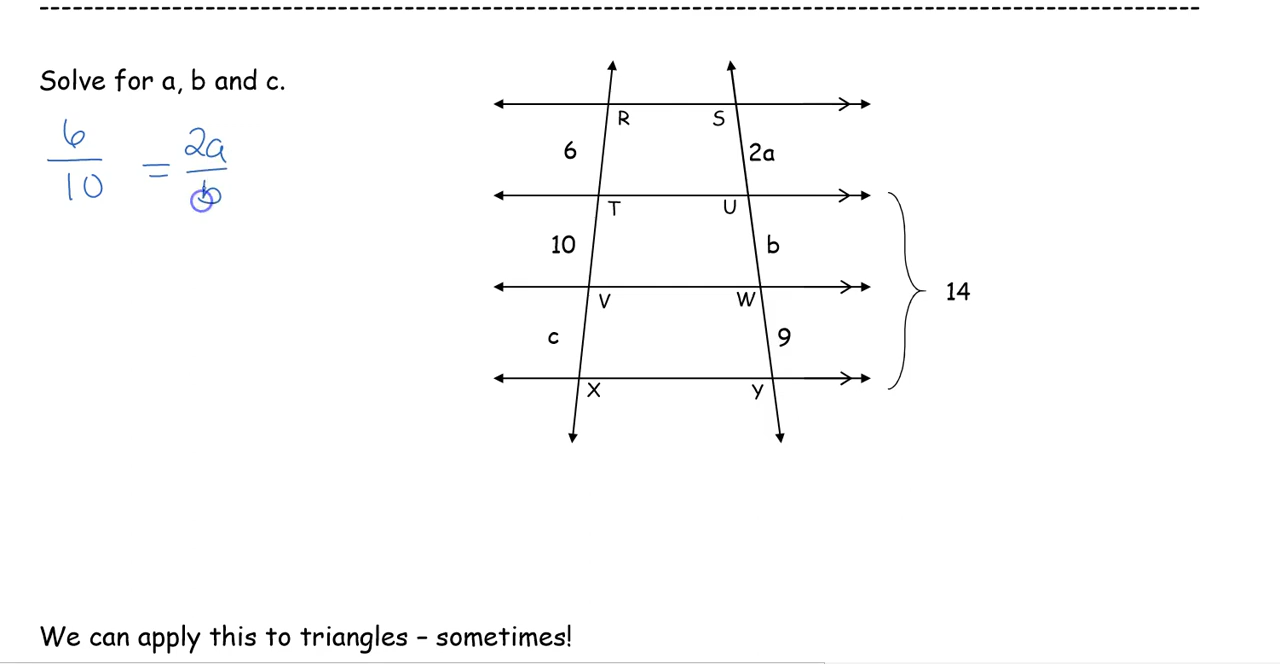 Solve for a, b and c.
6/10 = 2a/b
R S
6 2a
T U
10 b
V W
14
c 9
X Y
We can apply this to triangles – sometimes!